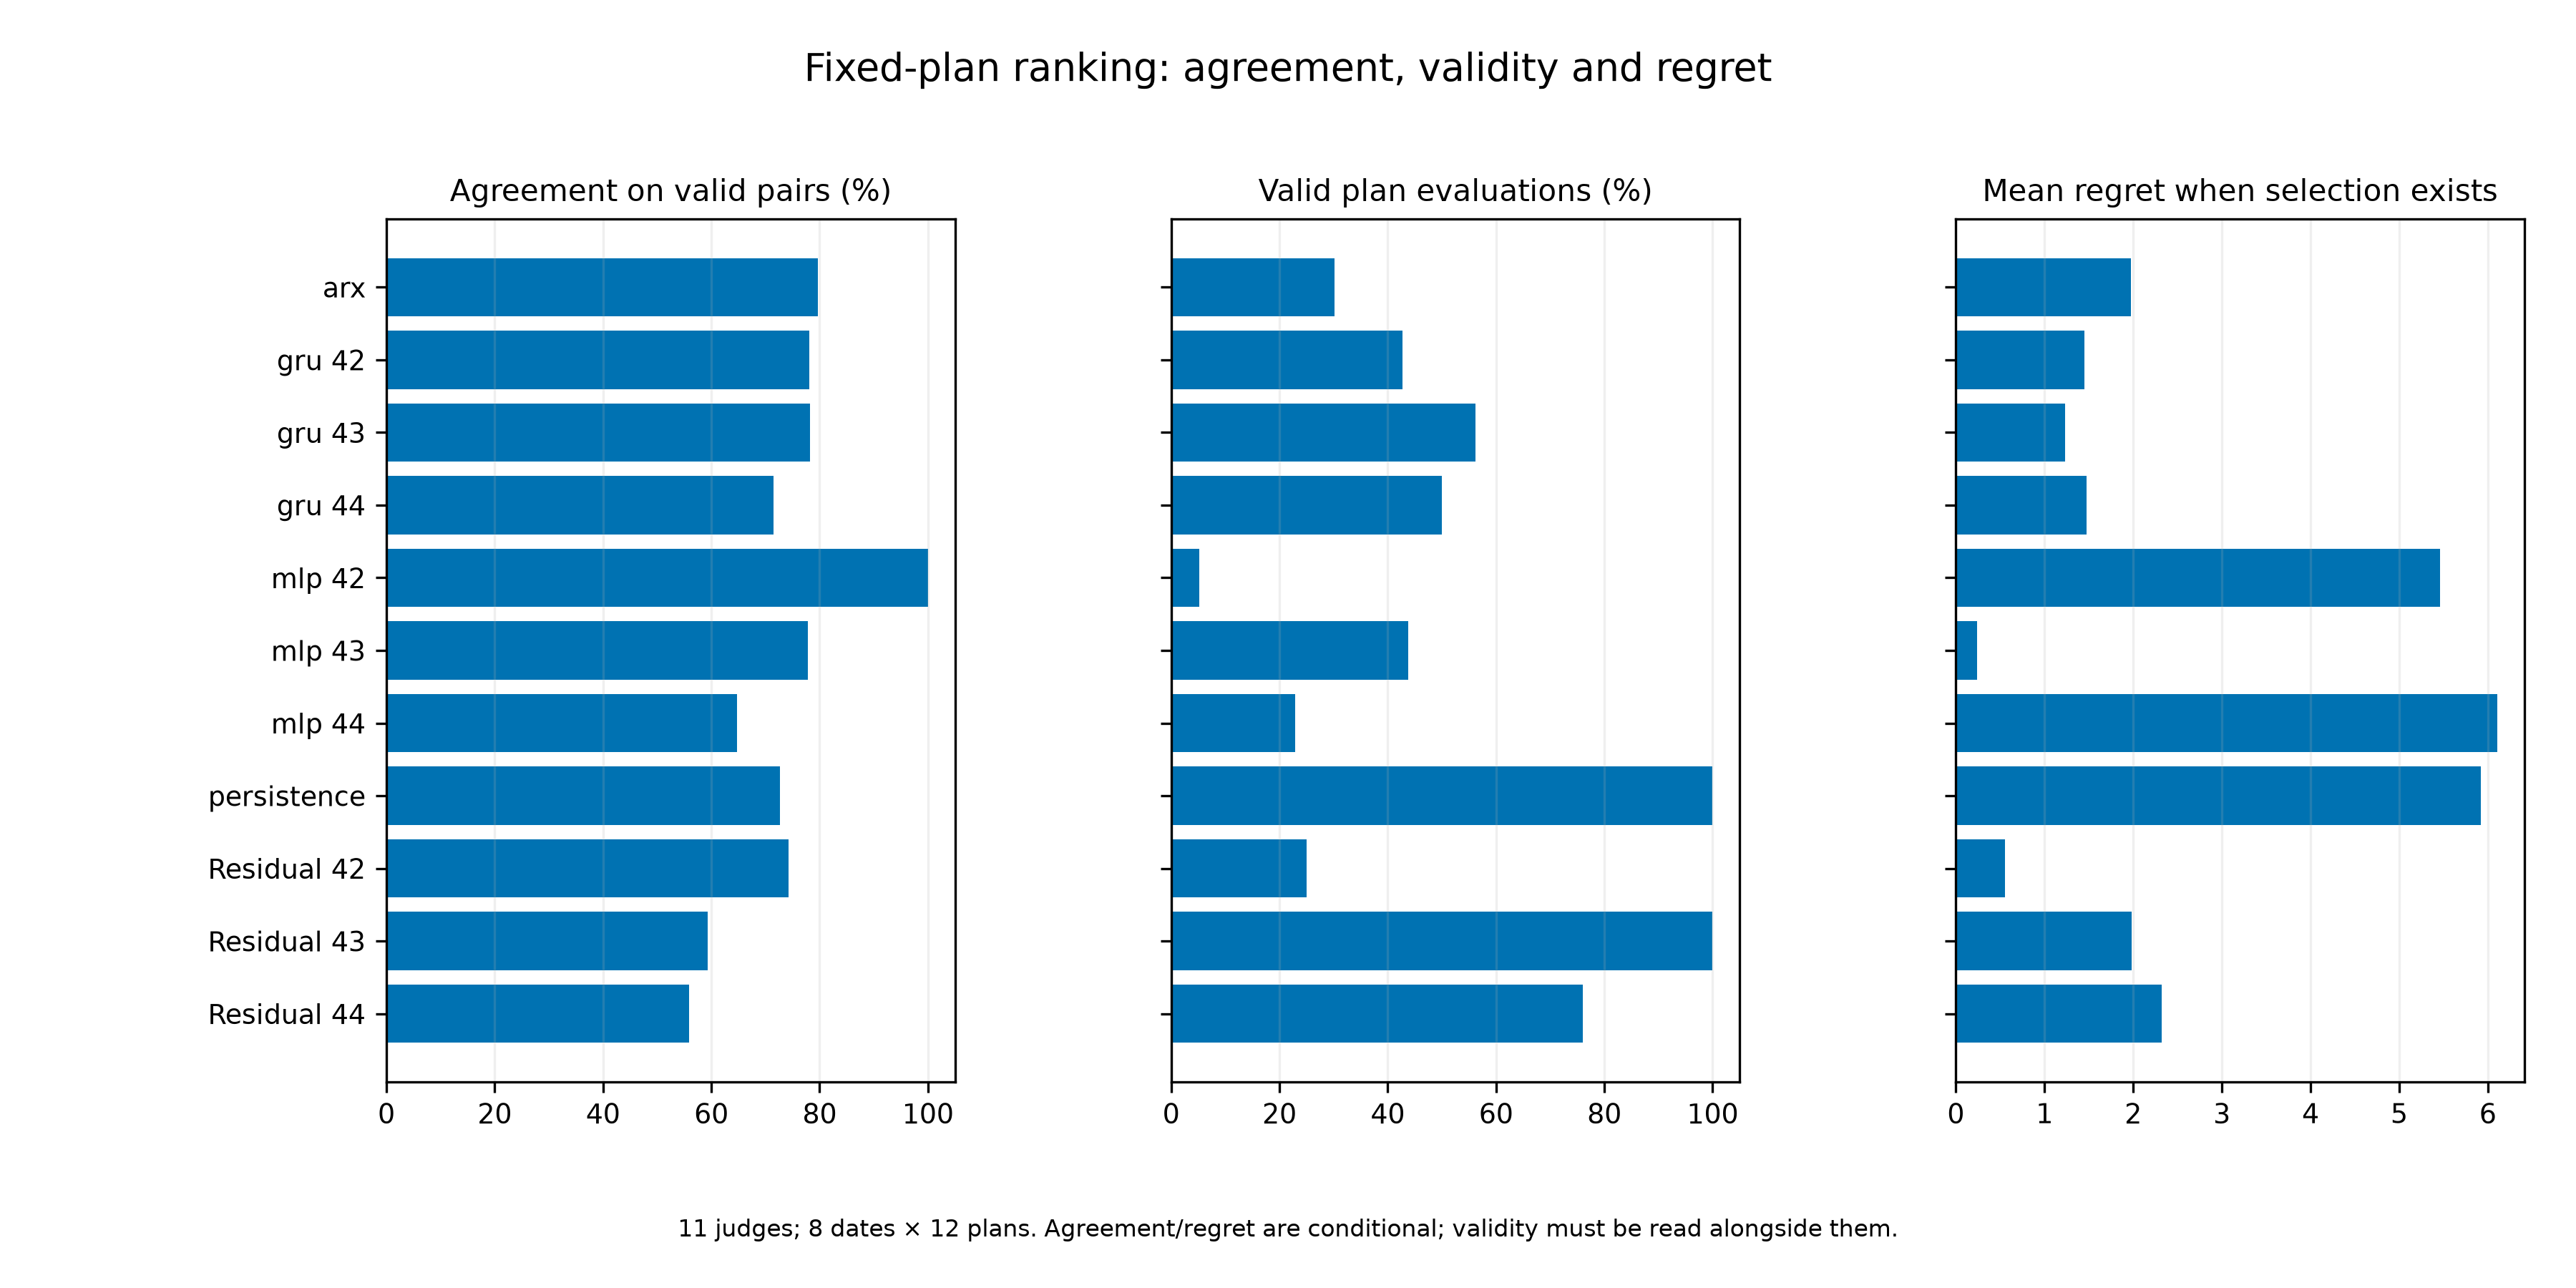 Fixed-plan ranking: agreement, validity and regret
Agreement on valid pairs (%)
Valid plan evaluations (%)
Mean regret when selection exists
arx
gru 42
gru 43
gru 44
mlp 42
mlp 43
mlp 44
persistence
Residual 42
Residual 43
Residual 44
0 20 40 60 80 100
0 20 40 60 80 100
0 1 2 3 4 5 6
11 judges; 8 dates × 12 plans. Agreement/regret are conditional; validity must be read alongside them.